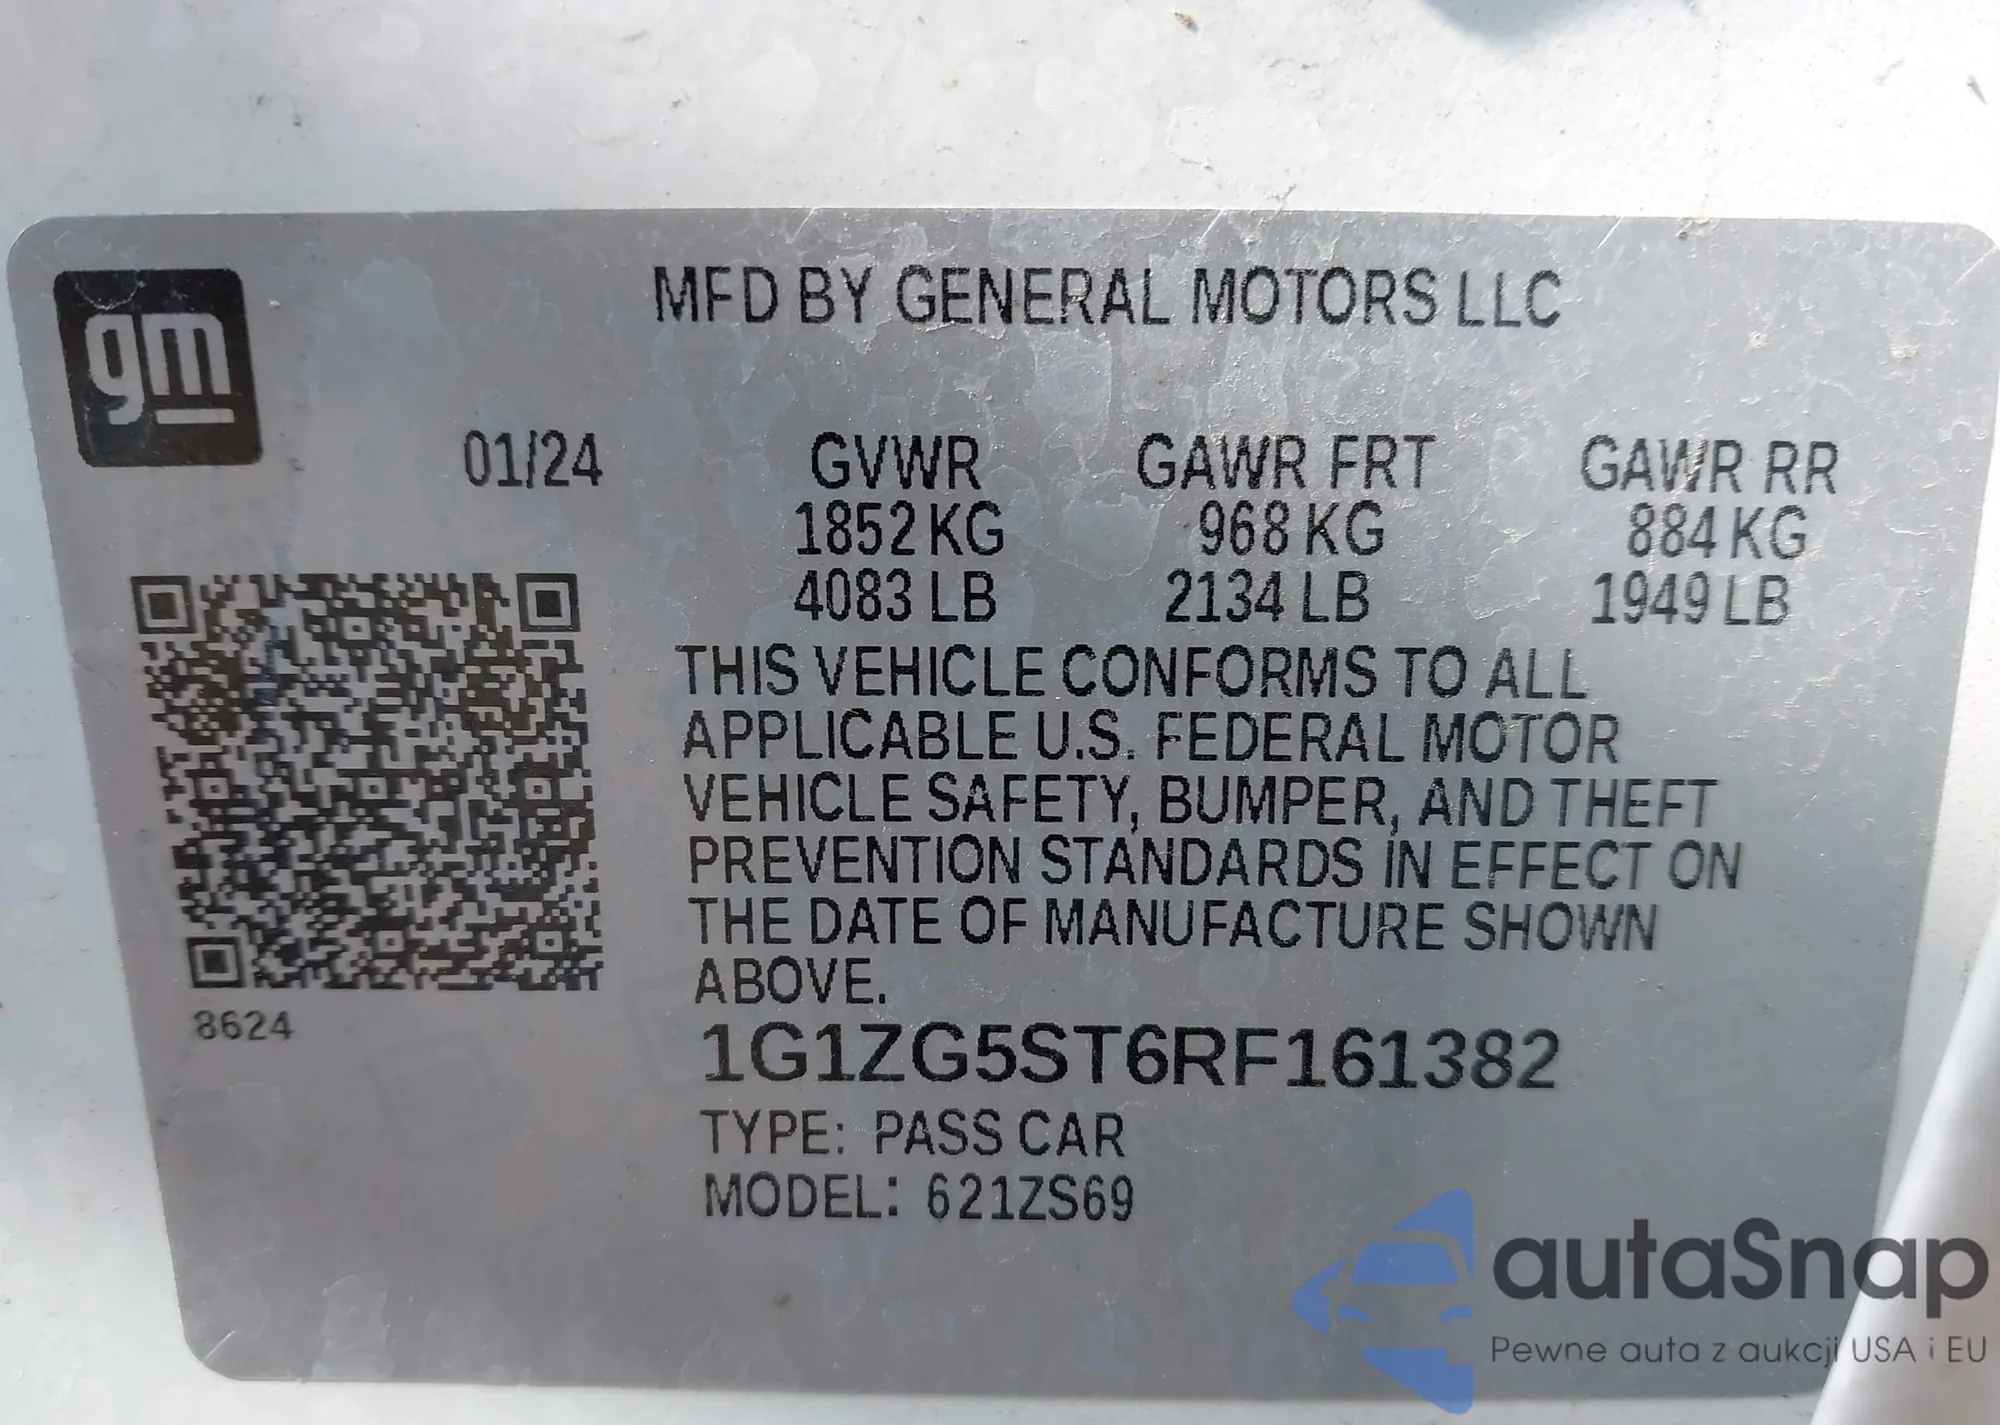 gm
MFD BY GENERAL MOTORS LLC
01/24 GVWR GAWR FRT GAWR RR
1852 KG 968 KG 884 KG
4083 LB 2134 LB 1949 LB
THIS VEHICLE CONFORMS TO ALL
APPLICABLE U.S. FEDERAL MOTOR
VEHICLE SAFETY, BUMPER, AND THEFT
PREVENTION STANDARDS IN EFFECT ON
THE DATE OF MANUFACTURE SHOWN
ABOVE.
8624
1G1ZG5ST6RF161382
TYPE: PASS CAR
MODEL: 621ZS69
autaSnap
Pewne auta z aukcji USA i EU